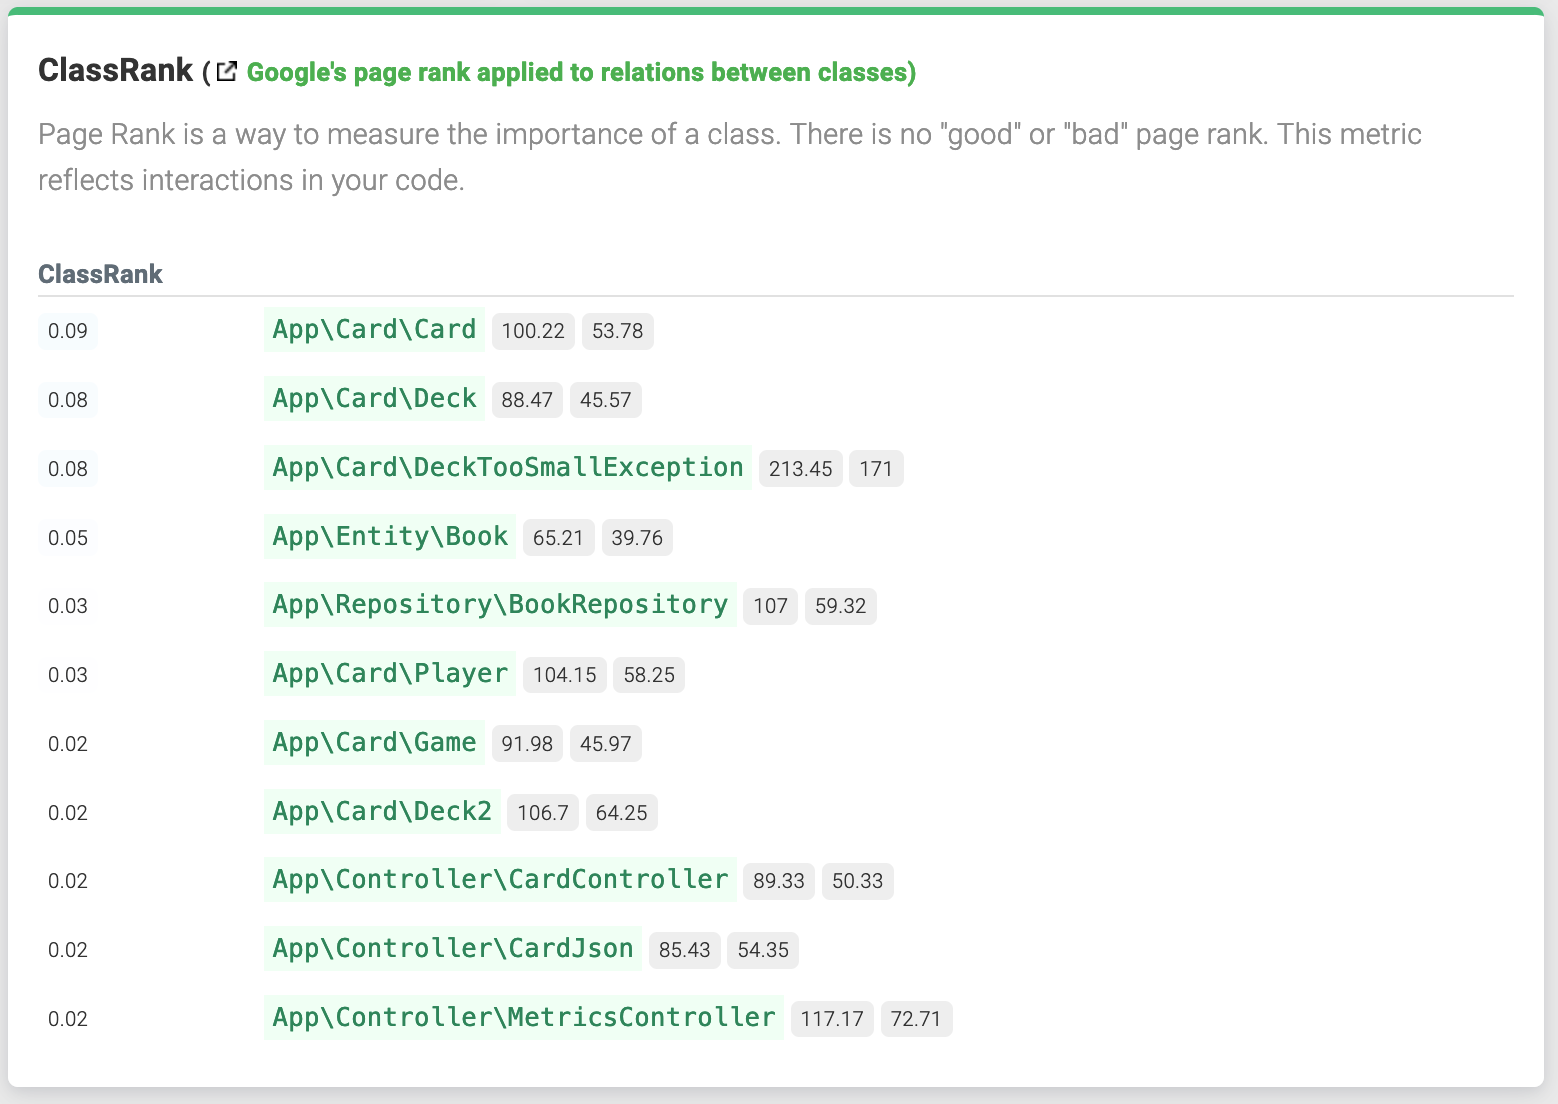 ClassRank ( Google's page rank applied to relations between classes)
Page Rank is a way to measure the importance of a class. There is no "good" or "bad" page rank. This metric
reflects interactions in your code.
ClassRank
0.09 App\Card\Card 100.22 53.78
0.08 App\Card\Deck 88.47 45.57
0.08 App\Card\DeckTooSmallException 213.45 171
0.05 App\Entity\Book 65.21 39.76
0.03 App\Repository\BookRepository 107 59.32
0.03 App\Card\Player 104.15 58.25
0.02 App\Card\Game 91.98 45.97
0.02 App\Card\Deck2 106.7 64.25
0.02 App\Controller\CardController 89.33 50.33
0.02 App\Controller\CardJson 85.43 54.35
0.02 App\Controller\MetricsController 117.17 72.71